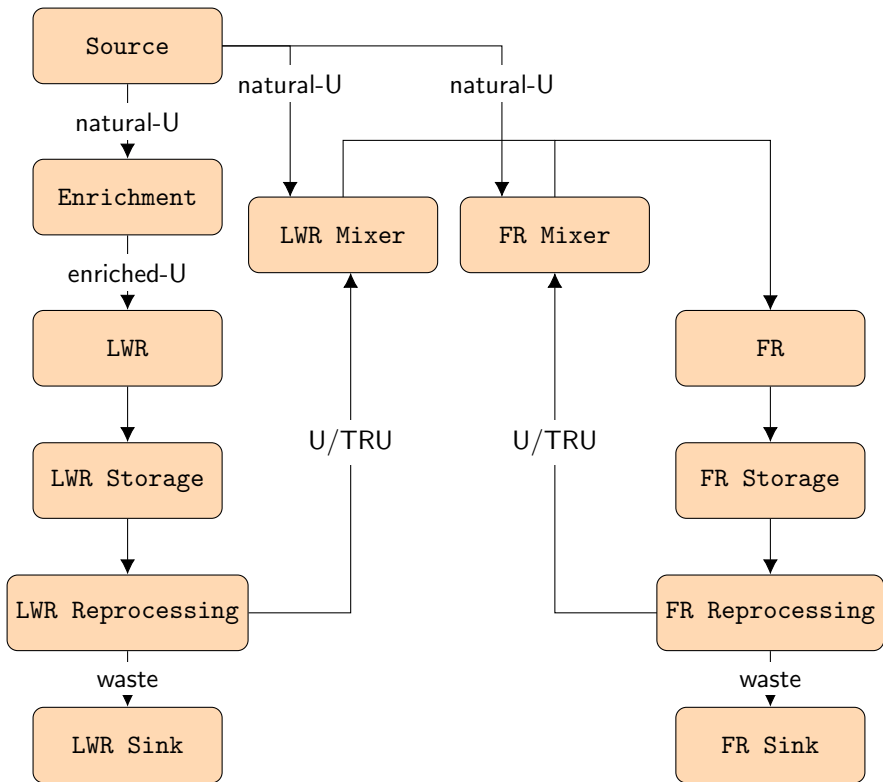 Source
natural-U
natural-U
natural-U
Enrichment
LWR Mixer
FR Mixer
enriched-U
LWR
FR
U/TRU
U/TRU
LWR Storage
FR Storage
LWR Reprocessing
FR Reprocessing
waste
waste
LWR Sink
FR Sink